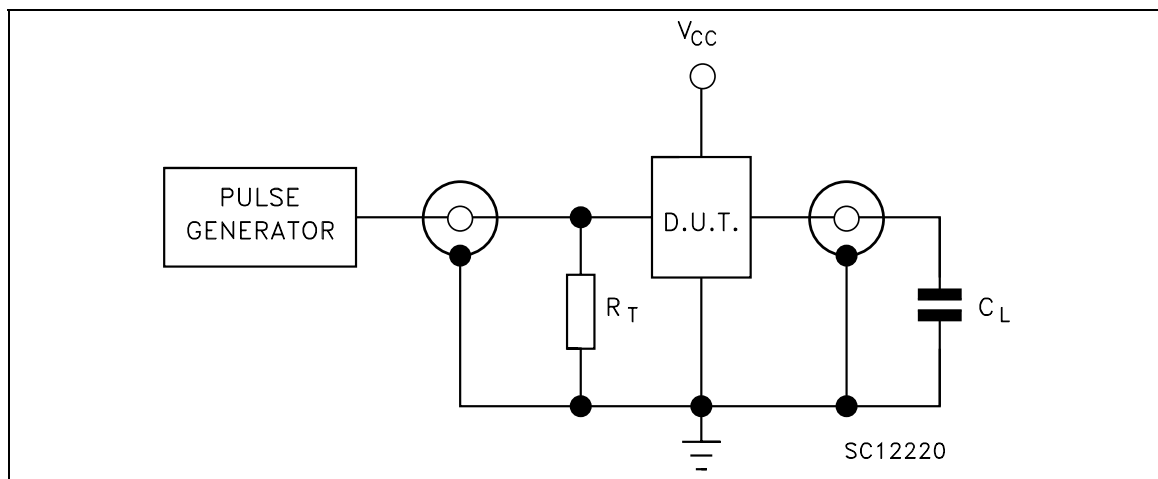 VCC
PULSE
GENERATOR
D.U.T.
RT
CL
SC12220